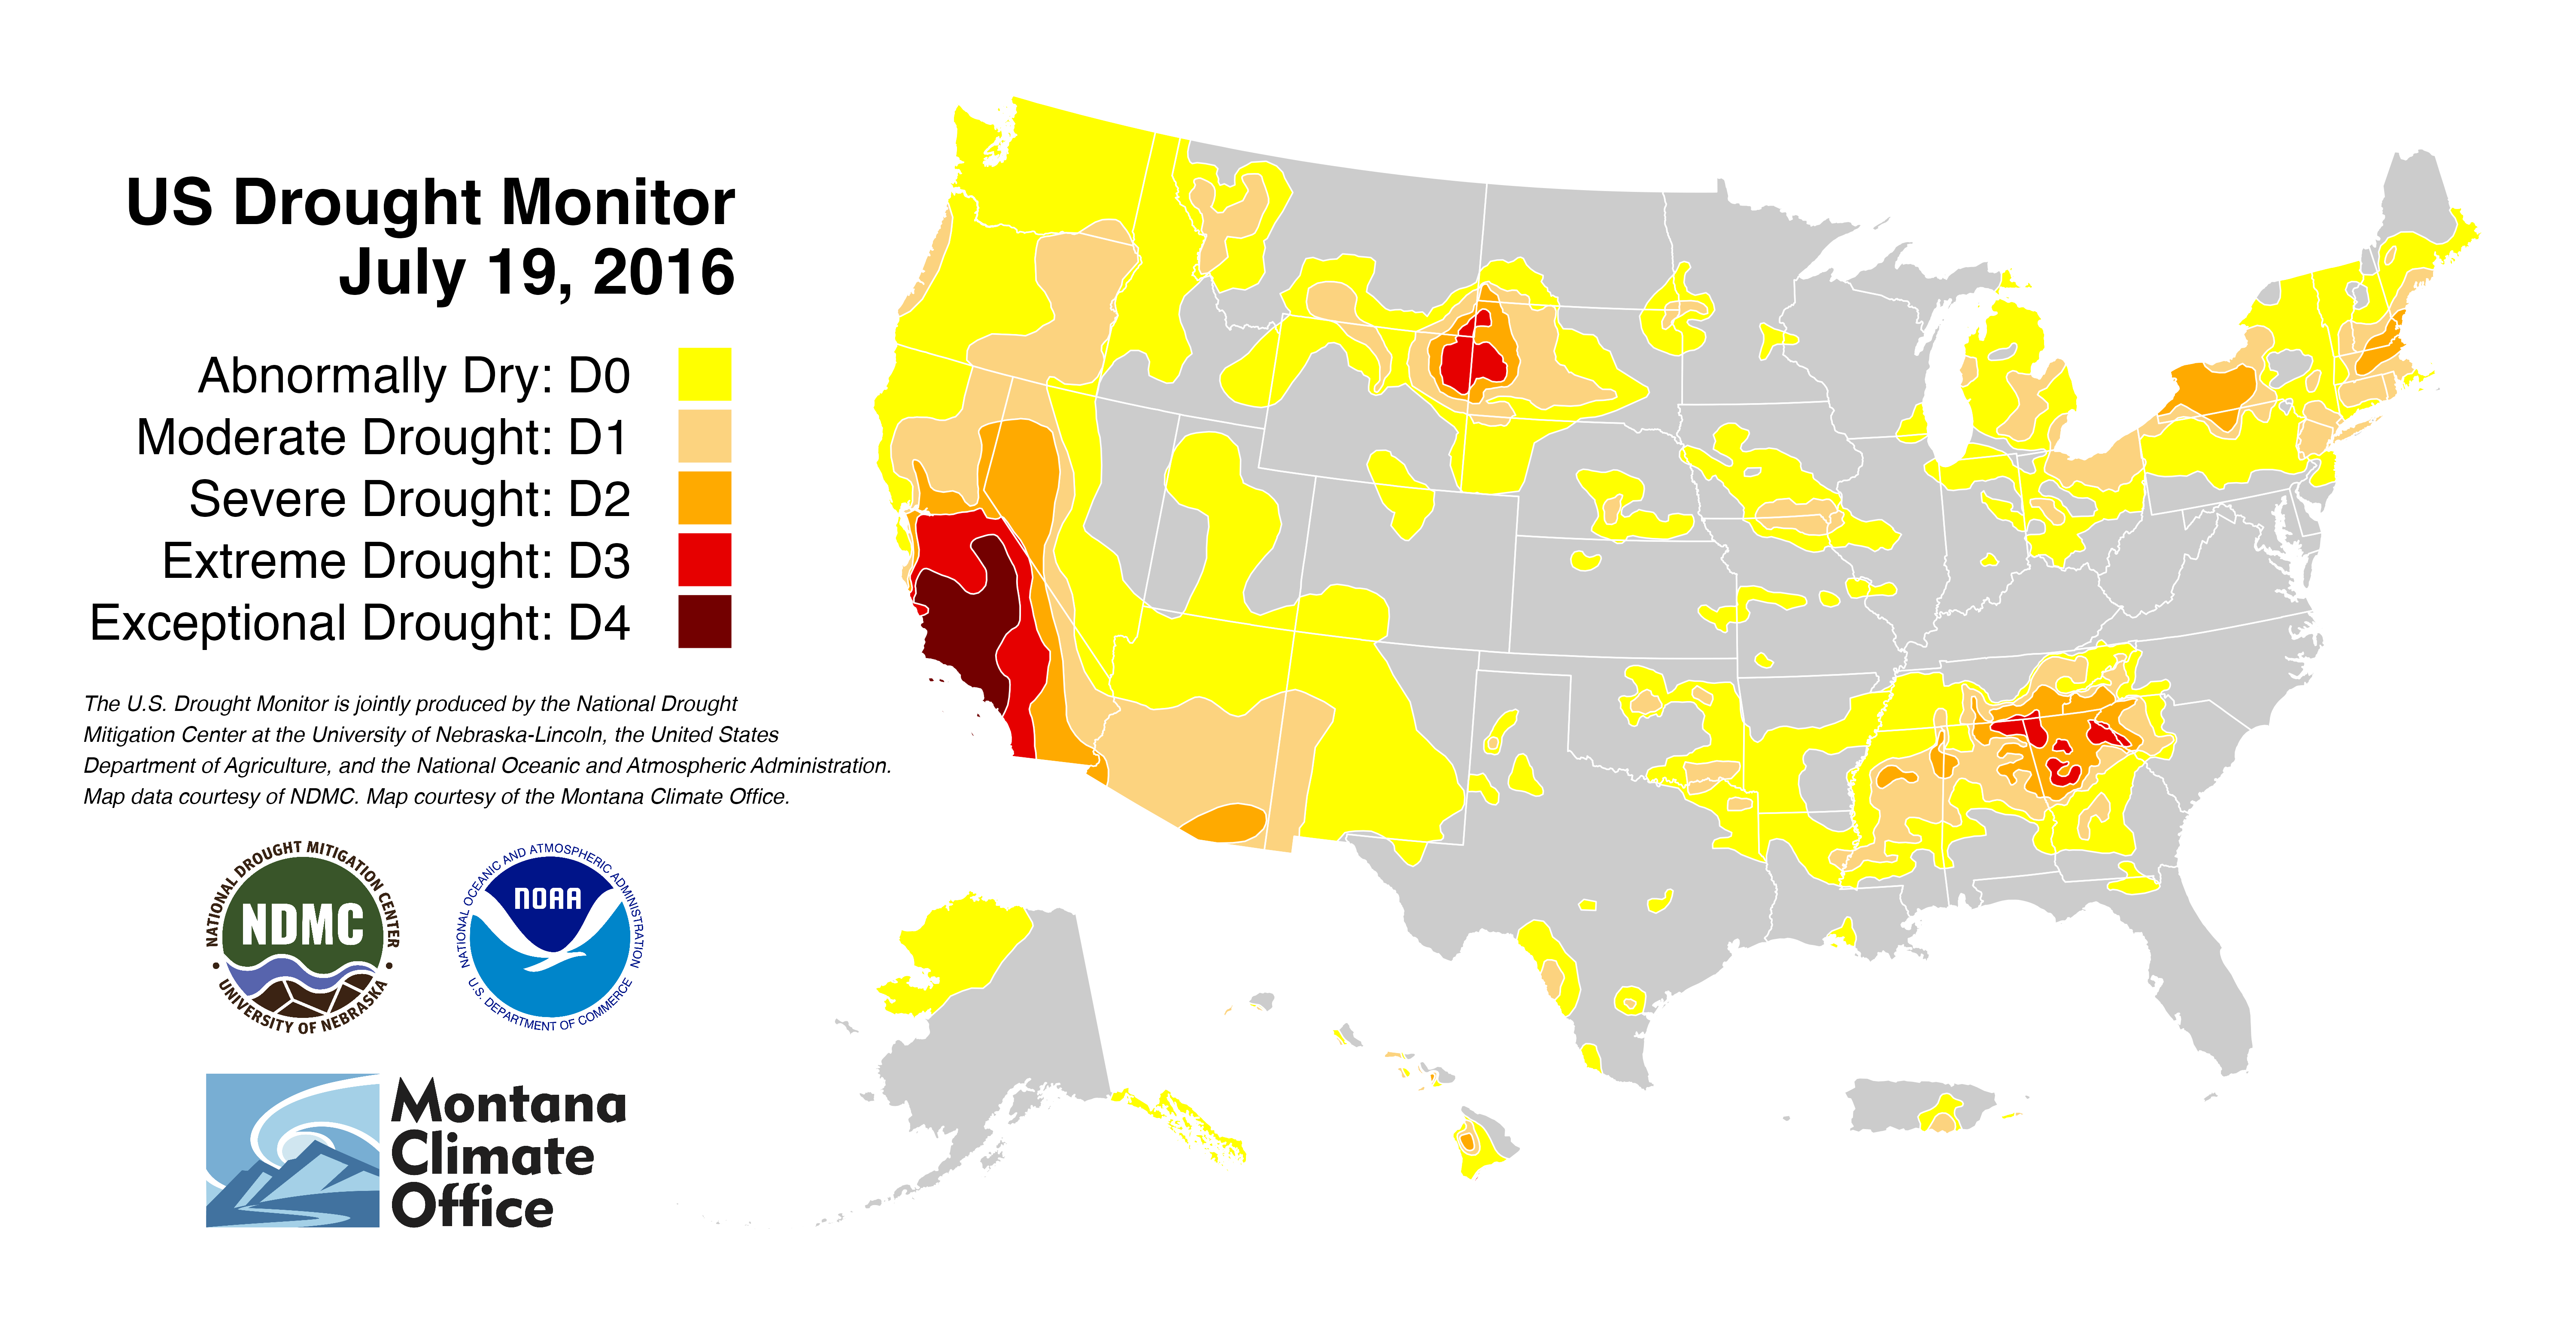 US Drought Monitor
July 19, 2016
Abnormally Dry: D0
Moderate Drought: D1
Severe Drought: D2
Extreme Drought: D3
Exceptional Drought: D4
The U.S. Drought Monitor is jointly produced by the National Drought
Mitigation Center at the University of Nebraska-Lincoln, the United States
Department of Agriculture, and the National Oceanic and Atmospheric Administration.
Map data courtesy of NDMC. Map courtesy of the Montana Climate Office.
NATIONAL DROUGHT MITIGATION CENTER
NDMC
• UNIVERSITY OF NEBRASKA •
NATIONAL OCEANIC AND ATMOSPHERIC ADMINISTRATION
NOAA
U.S. DEPARTMENT OF COMMERCE
Montana
Climate
Office